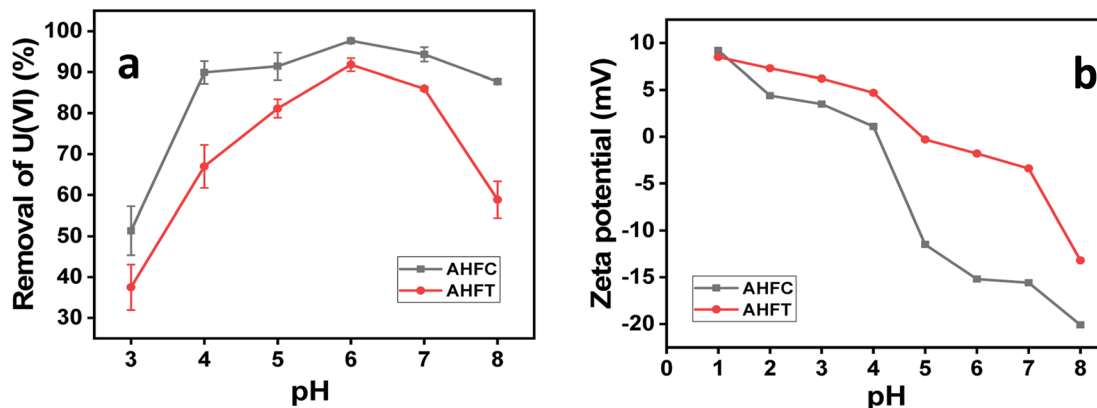 a
Removal of U(VI) (%)
100
90
80
70
60
50
40
30
3 4 5 6 7 8
pH
AHFC
AHFT
b
Zeta potential (mV)
10
5
0
-5
-10
-15
-20
0 1 2 3 4 5 6 7 8
pH
AHFC
AHFT